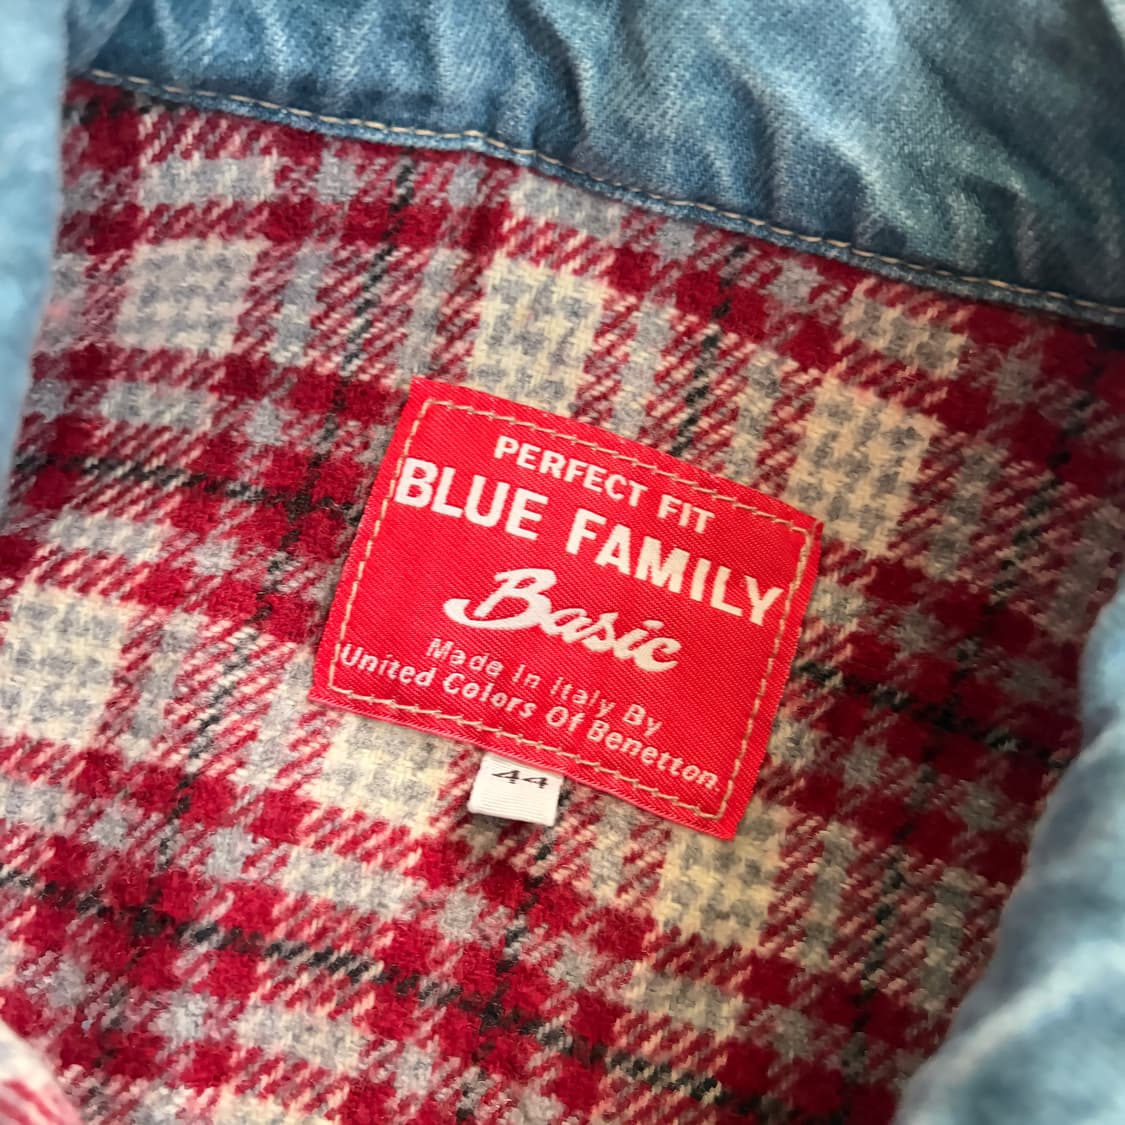 PERFECT FIT
BLUE FAMILY
Basic
Made In Italy By
United Colors Of Benetton.
44